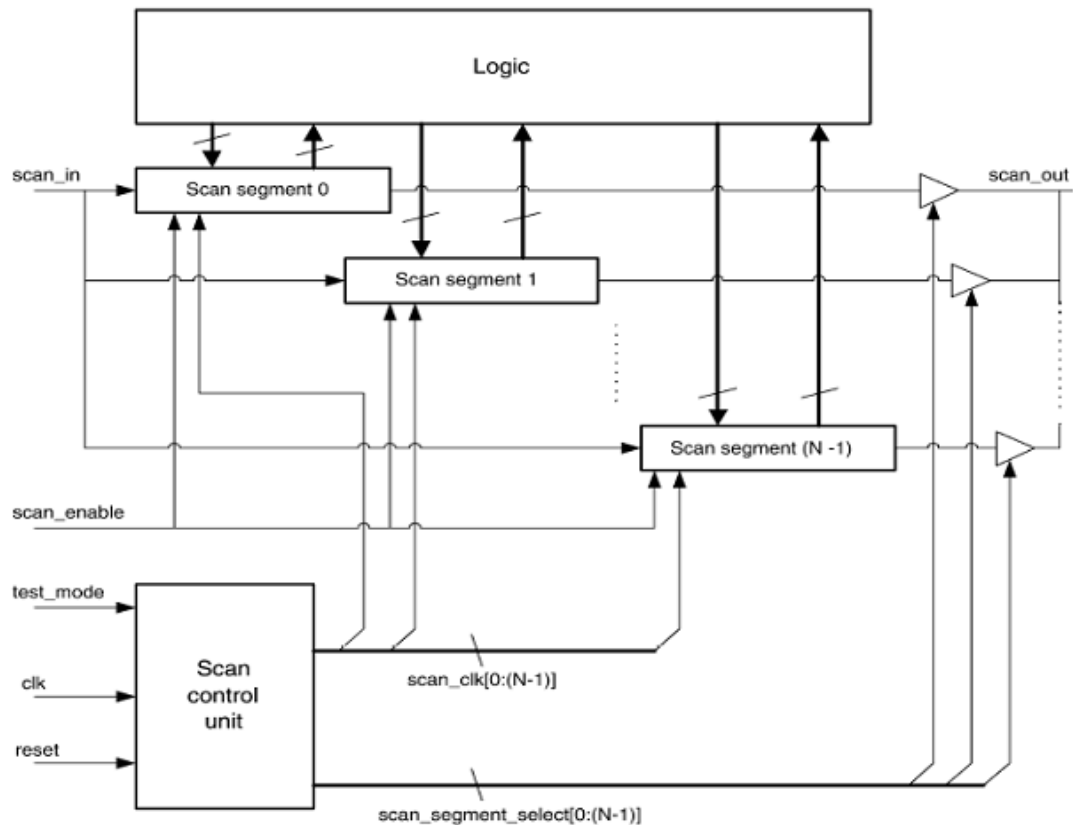 Logic
scan_in
Scan segment 0
scan_out
Scan segment 1
Scan segment (N -1)
scan_enable
test_mode
clk
reset
Scan
control
unit
scan_clk[0:(N-1)]
scan_segment_select[0:(N-1)]